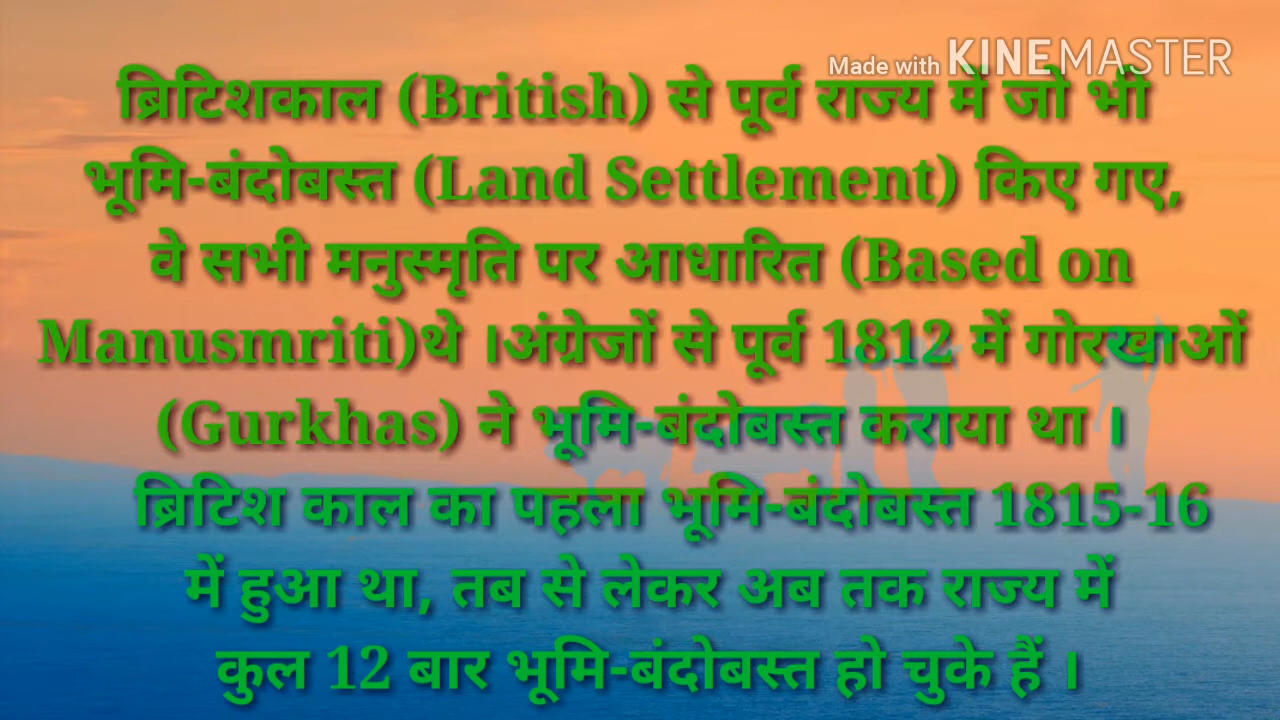 Made with KINEMASTER
ब्रिटिशकाल (British) से पूर्व राज्य में जो भी
भूमि-बंदोबस्त (Land Settlement) किए गए,
वे सभी मनुस्मृति पर आधारित (Based on
Manusmriti)थे ।अंग्रेजों से पूर्व 1812 में गोरखाओं
(Gurkhas) ने भूमि-बंदोबस्त कराया था ।
ब्रिटिश काल का पहला भूमि-बंदोबस्त 1815-16
में हुआ था, तब से लेकर अब तक राज्य में
कुल 12 बार भूमि-बंदोबस्त हो चुके हैं ।